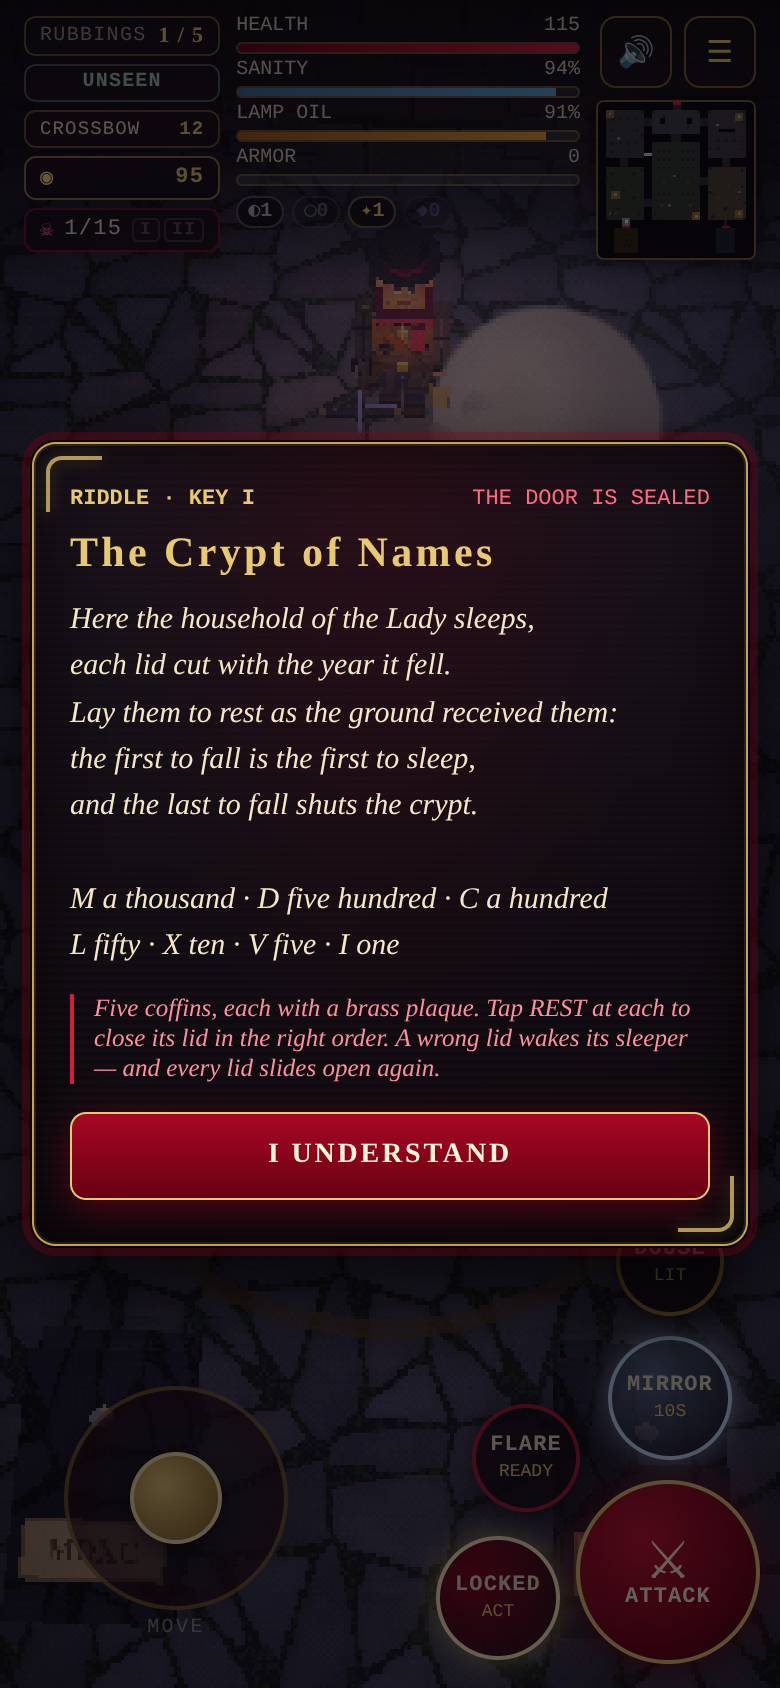 RUBBINGS 1 / 5
UNSEEN
CROSSBOW 12
95
1/15 I II
HEALTH 115
SANITY 94%
LAMP OIL 91%
ARMOR 0
1 0 1 0
RIDDLE · KEY I
THE DOOR IS SEALED
The Crypt of Names
Here the household of the Lady sleeps,
each lid cut with the year it fell.
Lay them to rest as the ground received them:
the first to fall is the first to sleep,
and the last to fall shuts the crypt.
M a thousand · D five hundred · C a hundred
L fifty · X ten · V five · I one
Five coffins, each with a brass plaque. Tap REST at each to
close its lid in the right order. A wrong lid wakes its sleeper
— and every lid slides open again.
I UNDERSTAND
DOUSE
LIT
MIRROR
10S
FLARE
READY
LOCKED
ACT
ATTACK
MOVE